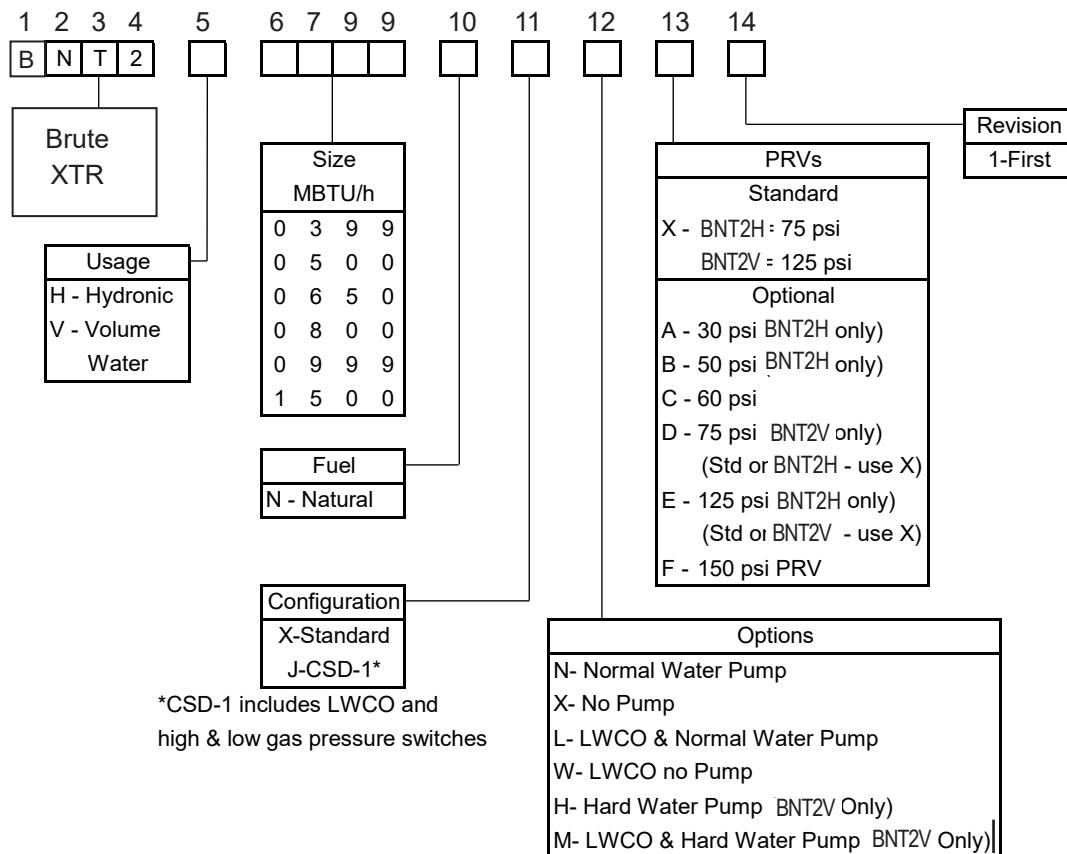 1 2 3 4 5 6 7 9 9 10 11 12 13 14
B N T 2
Brute
XTR
Usage
H - Hydronic
V - Volume
Water
Size
MBTU/h
0 3 9 9
0 5 0 0
0 6 5 0
0 8 0 0
0 9 9 9
1 5 0 0
Fuel
N - Natural
Configuration
X-Standard
J-CSD-1*
*CSD-1 includes LWCO and
high & low gas pressure switches
PRVs
Standard
X - BNT2H = 75 psi
BNT2V = 125 psi
Optional
A - 30 psi BNT2H only)
B - 50 psi BNT2H only)
C - 60 psi
D - 75 psi BNT2V only)
(Std or BNT2H - use X)
E - 125 psi BNT2H only)
(Std or BNT2V - use X)
F - 150 psi PRV
Revision
1-First
Options
N- Normal Water Pump
X- No Pump
L- LWCO & Normal Water Pump
W- LWCO no Pump
H- Hard Water Pump BNT2V Only)
M- LWCO & Hard Water Pump BNT2V Only)